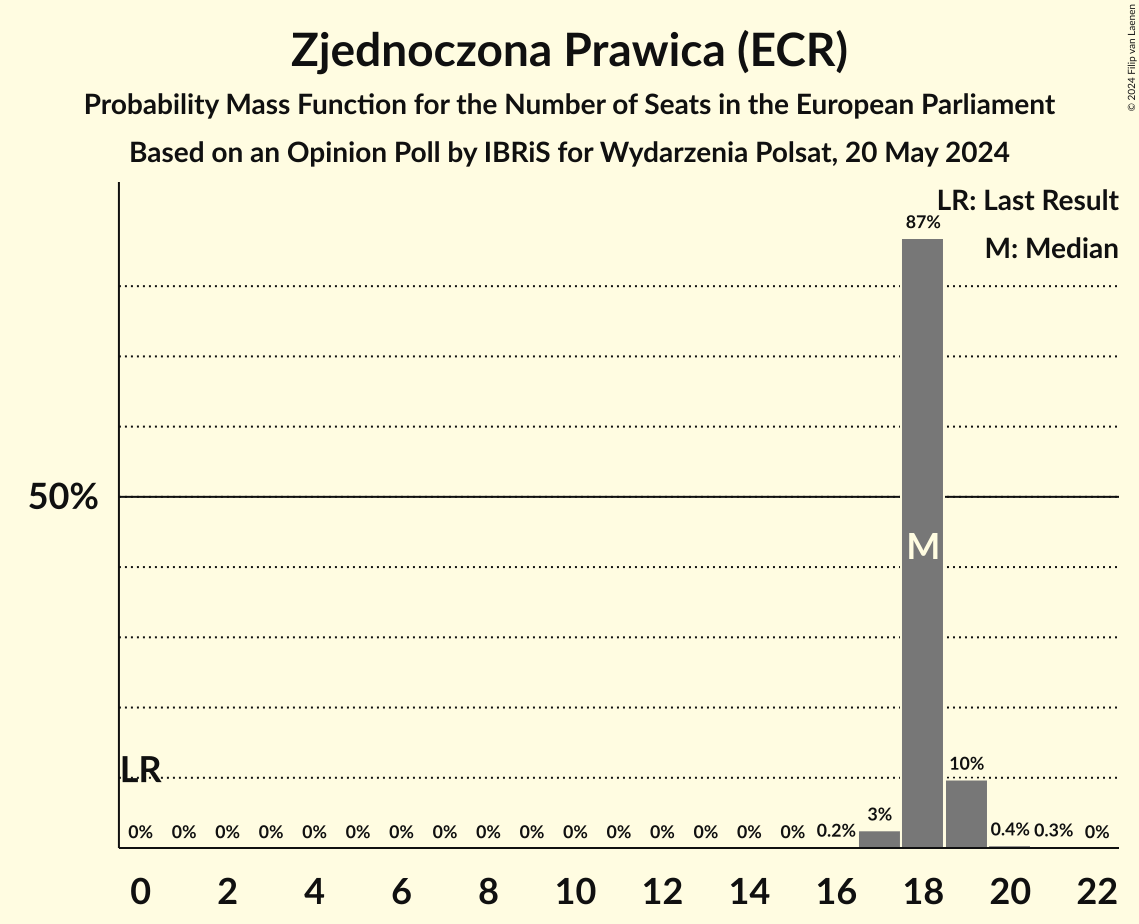 Zjednoczona Prawica (ECR)
Probability Mass Function for the Number of Seats in the European Parliament
Based on an Opinion Poll by IBRiS for Wydarzenia Polsat, 20 May 2024
© 2024 Filip van Laenen
LR: Last Result
M: Median
87%
50%
M
LR
10%
3%
0% 0% 0% 0% 0% 0% 0% 0% 0% 0% 0% 0% 0% 0% 0% 0% 0.2% 0.4% 0.3% 0%
0 2 4 6 8 10 12 14 16 18 20 22